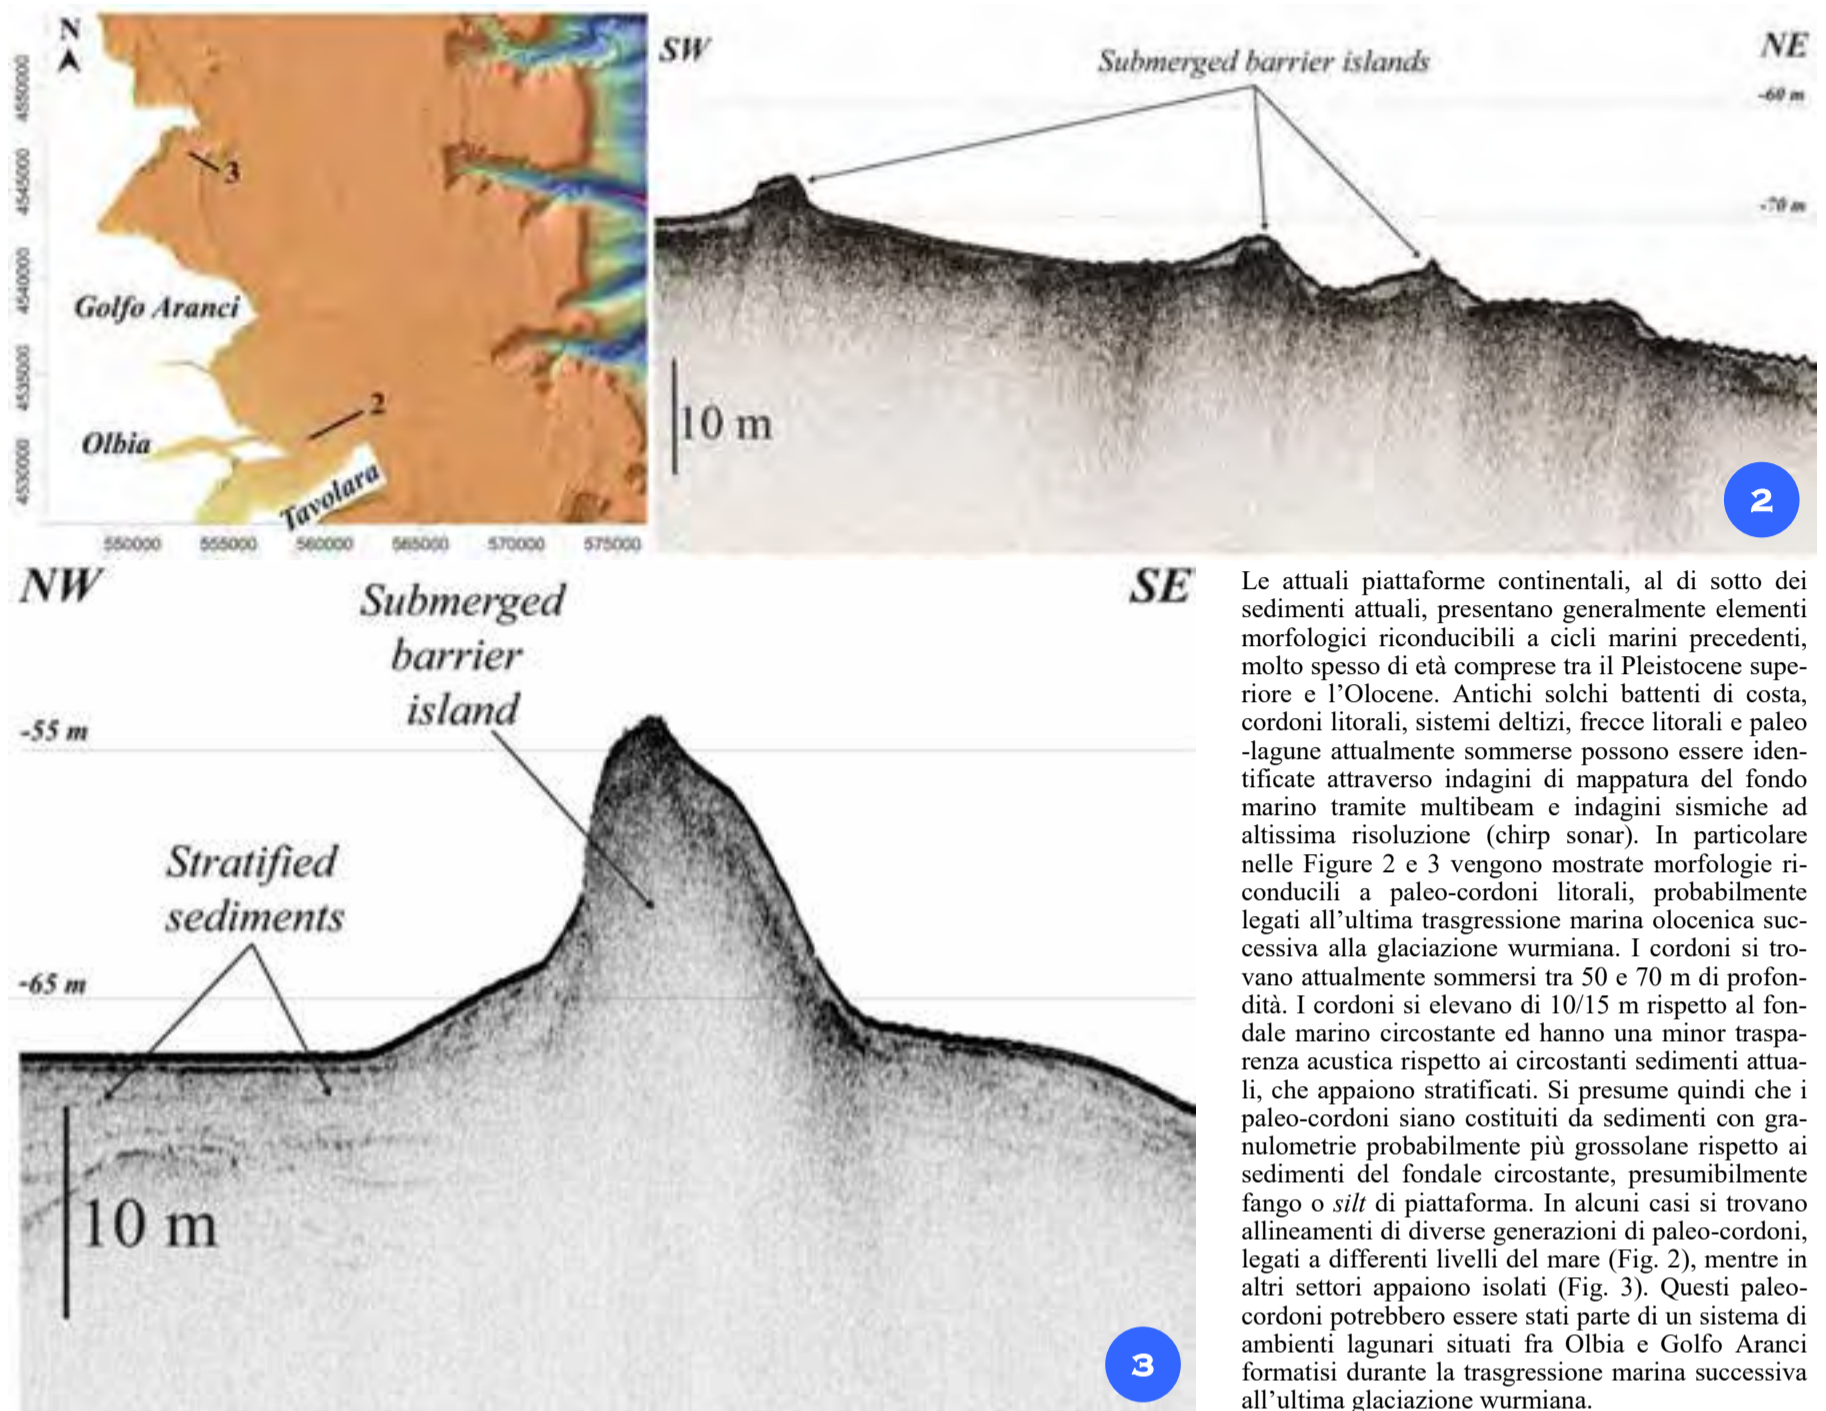 N
4550000
4545000
4540000
4535000
4530000
3
Golfo Aranci
2
Olbia
Tavolara
550000 555000 560000 565000 570000 575000
SW
NE
Submerged barrier islands
-60 m
-70 m
10 m
2
NW
SE
Submerged
barrier
island
-55 m
Stratified
sediments
-65 m
10 m
3
Le attuali piattaforme continentali, al di sotto dei
sedimenti attuali, presentano generalmente elementi
morfologici riconducibili a cicli marini precedenti,
molto spesso di età comprese tra il Pleistocene supe-
riore e l’Olocene. Antichi solchi battenti di costa,
cordoni litorali, sistemi deltizi, frecce litorali e paleo
-lagune attualmente sommerse possono essere iden-
tificate attraverso indagini di mappatura del fondo
marino tramite multibeam e indagini sismiche ad
altissima risoluzione (chirp sonar). In particolare
nelle Figure 2 e 3 vengono mostrate morfologie ri-
conducili a paleo-cordoni litorali, probabilmente
legati all’ultima trasgressione marina olocenica suc-
cessiva alla glaciazione wurmiana. I cordoni si tro-
vano attualmente sommersi tra 50 e 70 m di profon-
dità. I cordoni si elevano di 10/15 m rispetto al fon-
dale marino circostante ed hanno una minor traspa-
renza acustica rispetto ai circostanti sedimenti attua-
li, che appaiono stratificati. Si presume quindi che i
paleo-cordoni siano costituiti da sedimenti con gra-
nulometrie probabilmente più grossolane rispetto ai
sedimenti del fondale circostante, presumibilmente
fango o silt di piattaforma. In alcuni casi si trovano
allineamenti di diverse generazioni di paleo-cordoni,
legati a differenti livelli del mare (Fig. 2), mentre in
altri settori appaiono isolati (Fig. 3). Questi paleo-
cordoni potrebbero essere stati parte di un sistema di
ambienti lagunari situati fra Olbia e Golfo Aranci
formatisi durante la trasgressione marina successiva
all’ultima glaciazione wurmiana.